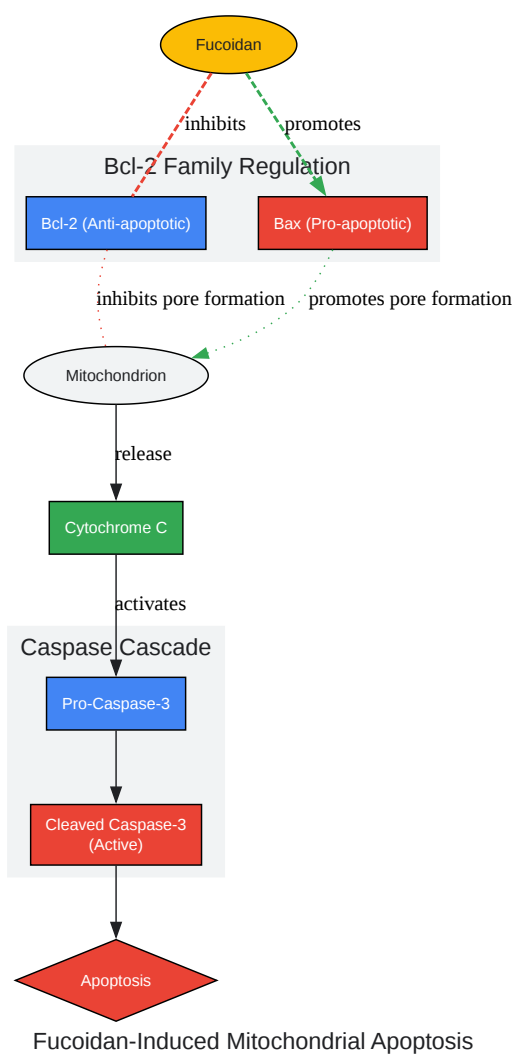 Fucoidan
inhibits
promotes
Bcl-2 Family Regulation
Bcl-2 (Anti-apoptotic)
Bax (Pro-apoptotic)
inhibits pore formation
promotes pore formation
Mitochondrion
release
Cytochrome C
activates
Caspase Cascade
Pro-Caspase-3
Cleaved Caspase-3
(Active)
Apoptosis
Fucoidan-Induced Mitochondrial Apoptosis